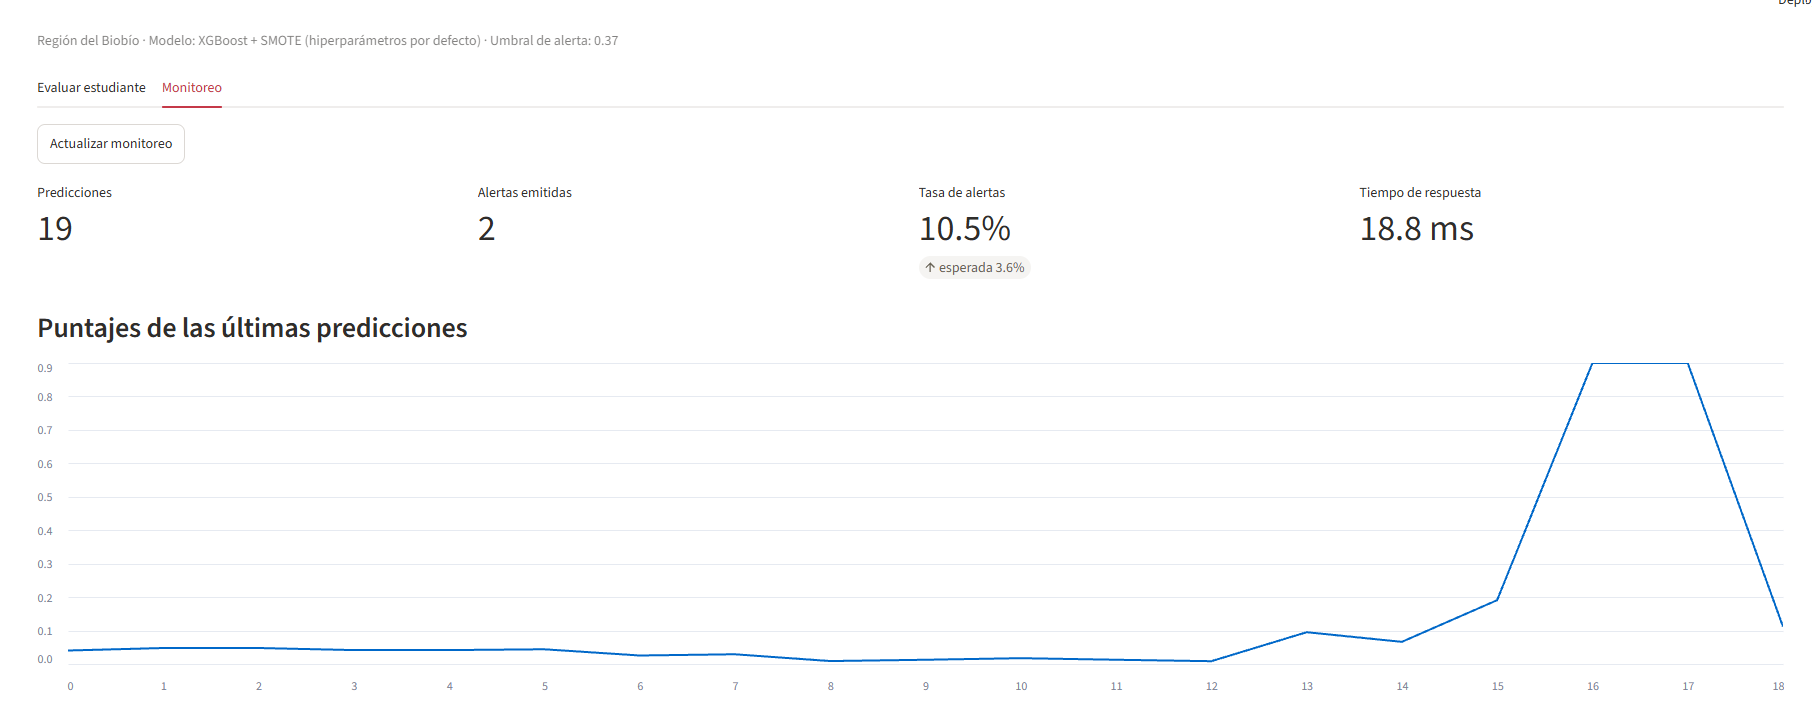 Región del Biobío · Modelo: XGBoost + SMOTE (hiperparámetros por defecto) · Umbral de alerta: 0.37
Evaluar estudiante Monitoreo
Actualizar monitoreo
Predicciones Alertas emitidas Tasa de alertas Tiempo de respuesta
19 2 10.5% 18.8 ms
↑ esperada 3.6%
Puntajes de las últimas predicciones
0.9
0.8
0.7
0.6
0.5
0.4
0.3
0.2
0.1
0.0
0 1 2 3 4 5 6 7 8 9 10 11 12 13 14 15 16 17 18